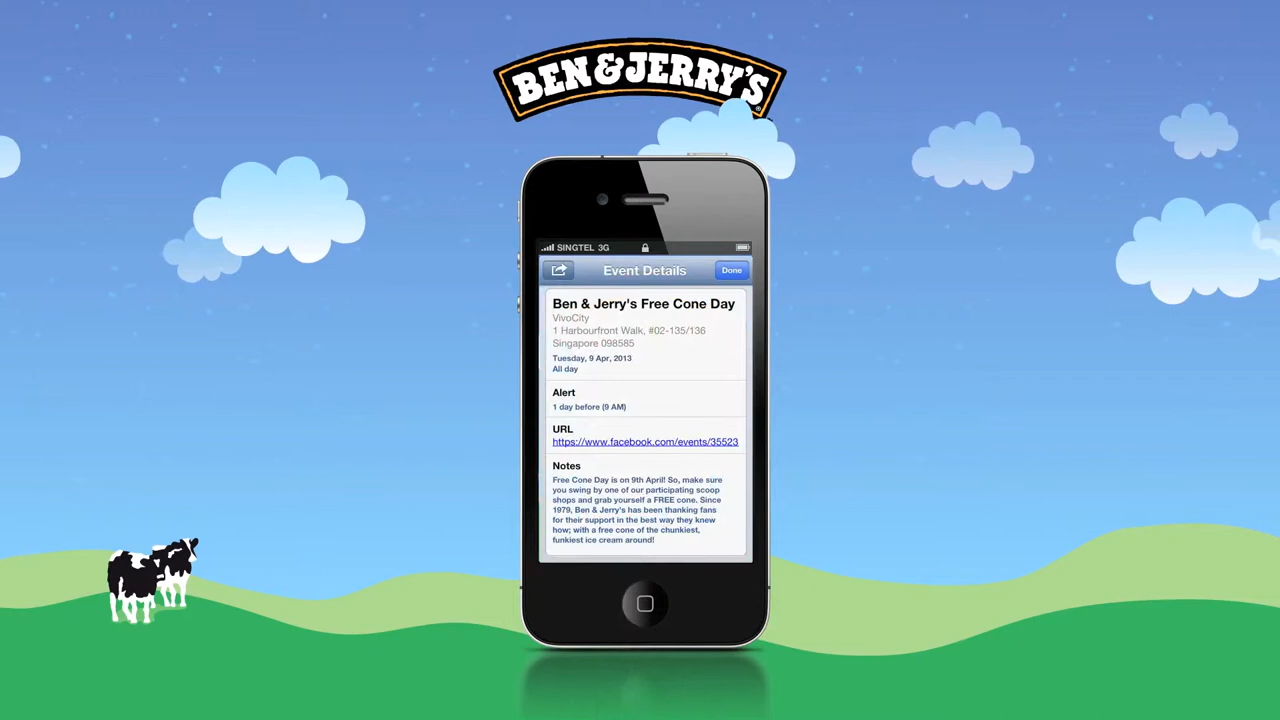 BEN & JERRY'S
SINGTEL 3G
Event Details
Done
Ben & Jerry's Free Cone Day
VivoCity
1 Harbourfront Walk, #02-135/136
Singapore 098585
Tuesday, 9 Apr, 2013
All day
Alert
1 day before (9 AM)
URL
https://www.facebook.com/events/35523
Notes
Free Cone Day is on 9th April! So, make sure
you swing by one of our participating scoop
shops and grab yourself a FREE cone. Since
1979, Ben & Jerry's has been thanking fans
for their support in the best way they knew
how; with a free cone of the chunkiest,
funkiest ice cream around!